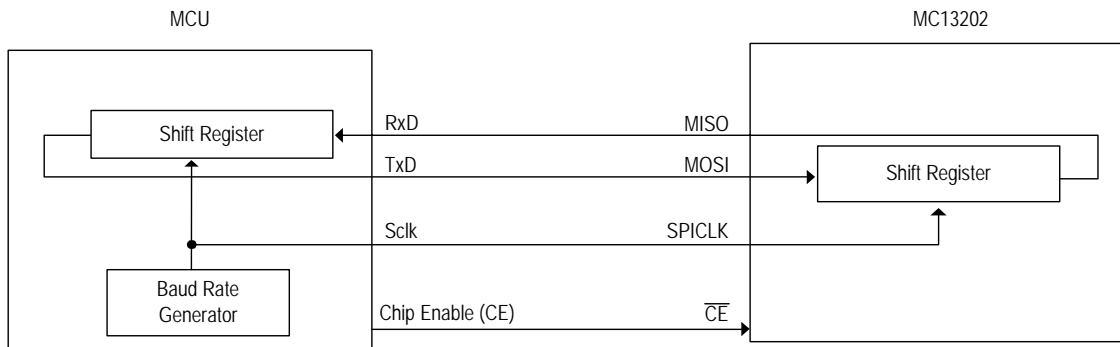 MCU
MC13202
RxD
MISO
Shift Register
TxD
MOSI
Shift Register
Sclk
SPICLK
Baud Rate
Generator
Chip Enable (CE)
CE